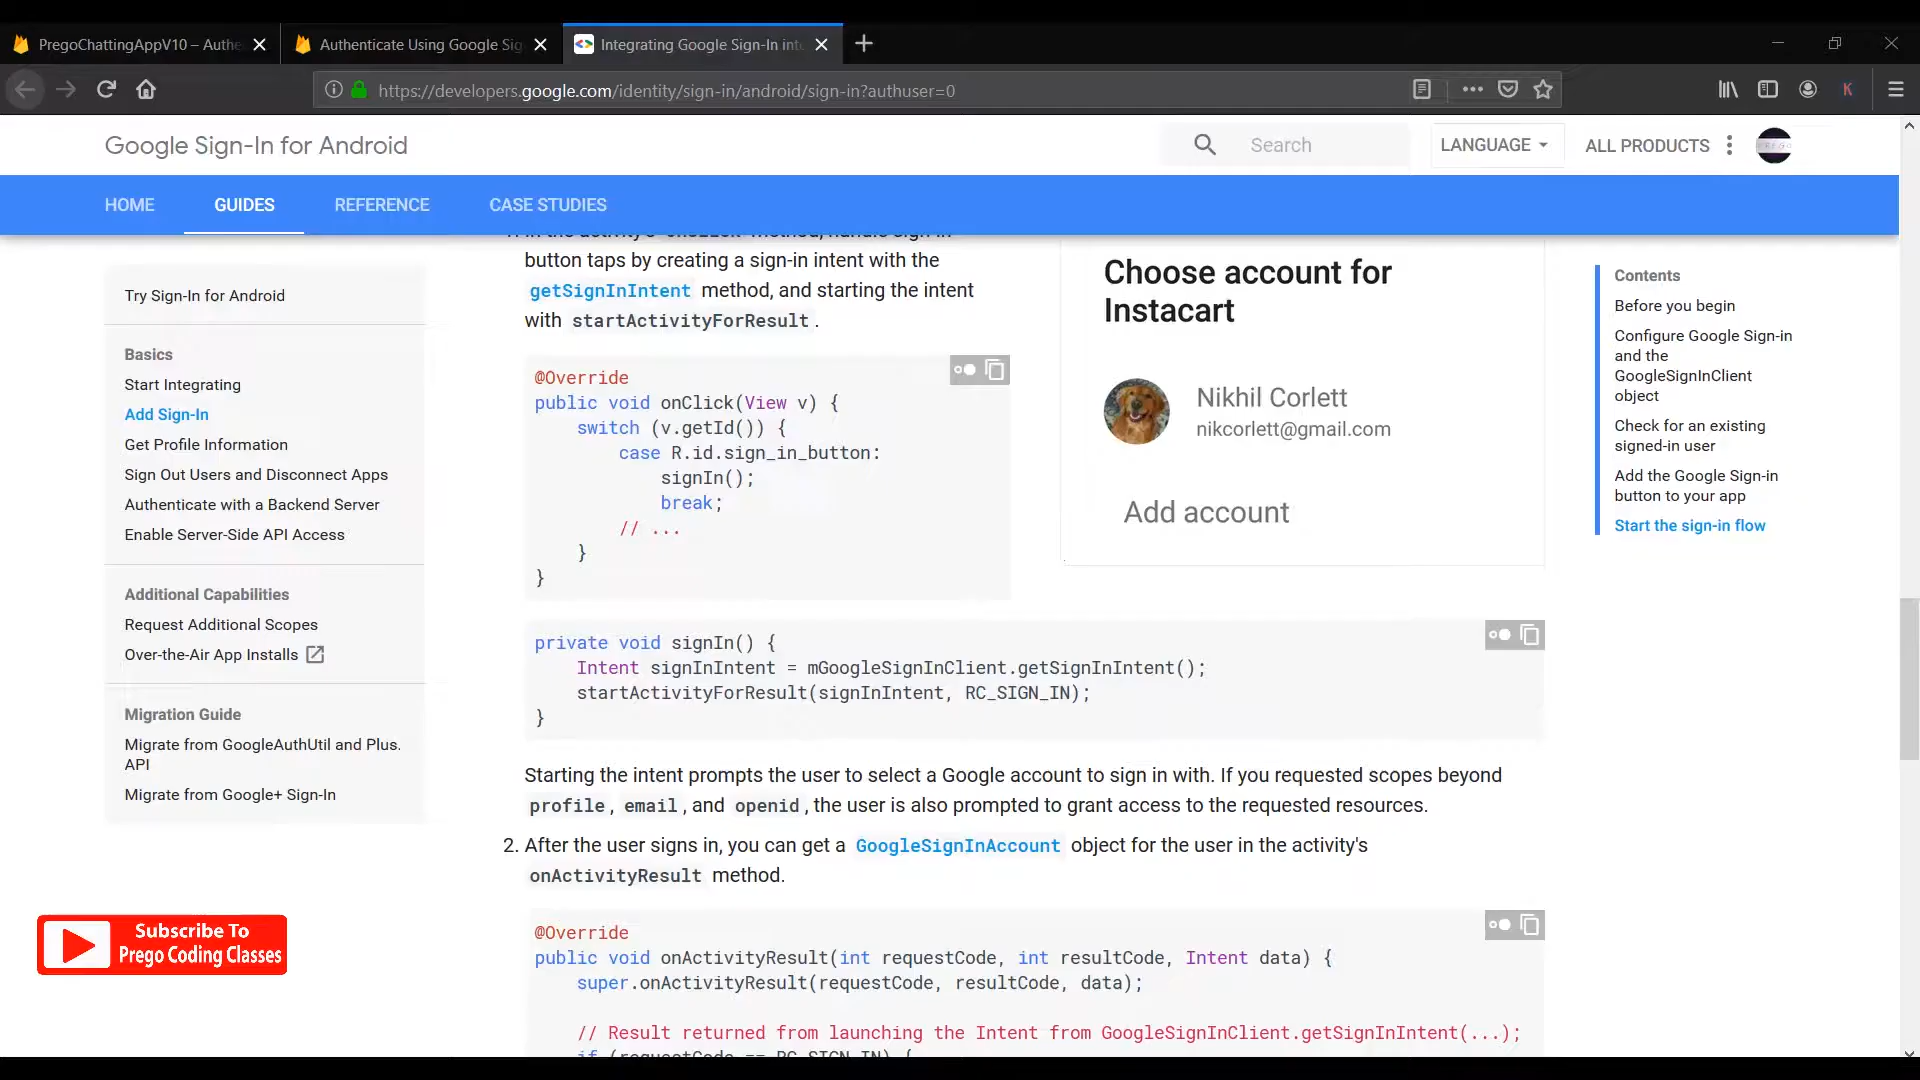 PregoChattingAppV10 – Authe
Authenticate Using Google Sig
Integrating Google Sign-In int
https://developers.google.com/identity/sign-in/android/sign-in?authuser=0
K
Google Sign-In for Android
Search
LANGUAGE
ALL PRODUCTS
HOME
GUIDES
REFERENCE
CASE STUDIES
Try Sign-In for Android
Basics
Start Integrating
Add Sign-In
Get Profile Information
Sign Out Users and Disconnect Apps
Authenticate with a Backend Server
Enable Server-Side API Access
Additional Capabilities
Request Additional Scopes
Over-the-Air App Installs
Migration Guide
Migrate from GoogleAuthUtil and Plus.
API
Migrate from Google+ Sign-In
1. In the activity's onClick method, handle sign-in
button taps by creating a sign-in intent with the
getSignInIntent method, and starting the intent
with startActivityForResult.
@Override
public void onClick(View v) {
switch (v.getId()) {
case R.id.sign_in_button:
signIn();
break;
// ...
}
}
Choose account for
Instacart
Nikhil Corlett
nikcorlett@gmail.com
Add account
private void signIn() {
Intent signInIntent = mGoogleSignInClient.getSignInIntent();
startActivityForResult(signInIntent, RC_SIGN_IN);
}
Starting the intent prompts the user to select a Google account to sign in with. If you requested scopes beyond
profile, email, and openid, the user is also prompted to grant access to the requested resources.
2. After the user signs in, you can get a GoogleSignInAccount object for the user in the activity's
onActivityResult method.
@Override
public void onActivityResult(int requestCode, int resultCode, Intent data) {
super.onActivityResult(requestCode, resultCode, data);
// Result returned from launching the Intent from GoogleSignInClient.getSignInIntent(...);
if (requestCode == RC_SIGN_IN) {
Contents
Before you begin
Configure Google Sign-in
and the
GoogleSignInClient
object
Check for an existing
signed-in user
Add the Google Sign-in
button to your app
Start the sign-in flow
Subscribe To
Prego Coding Classes